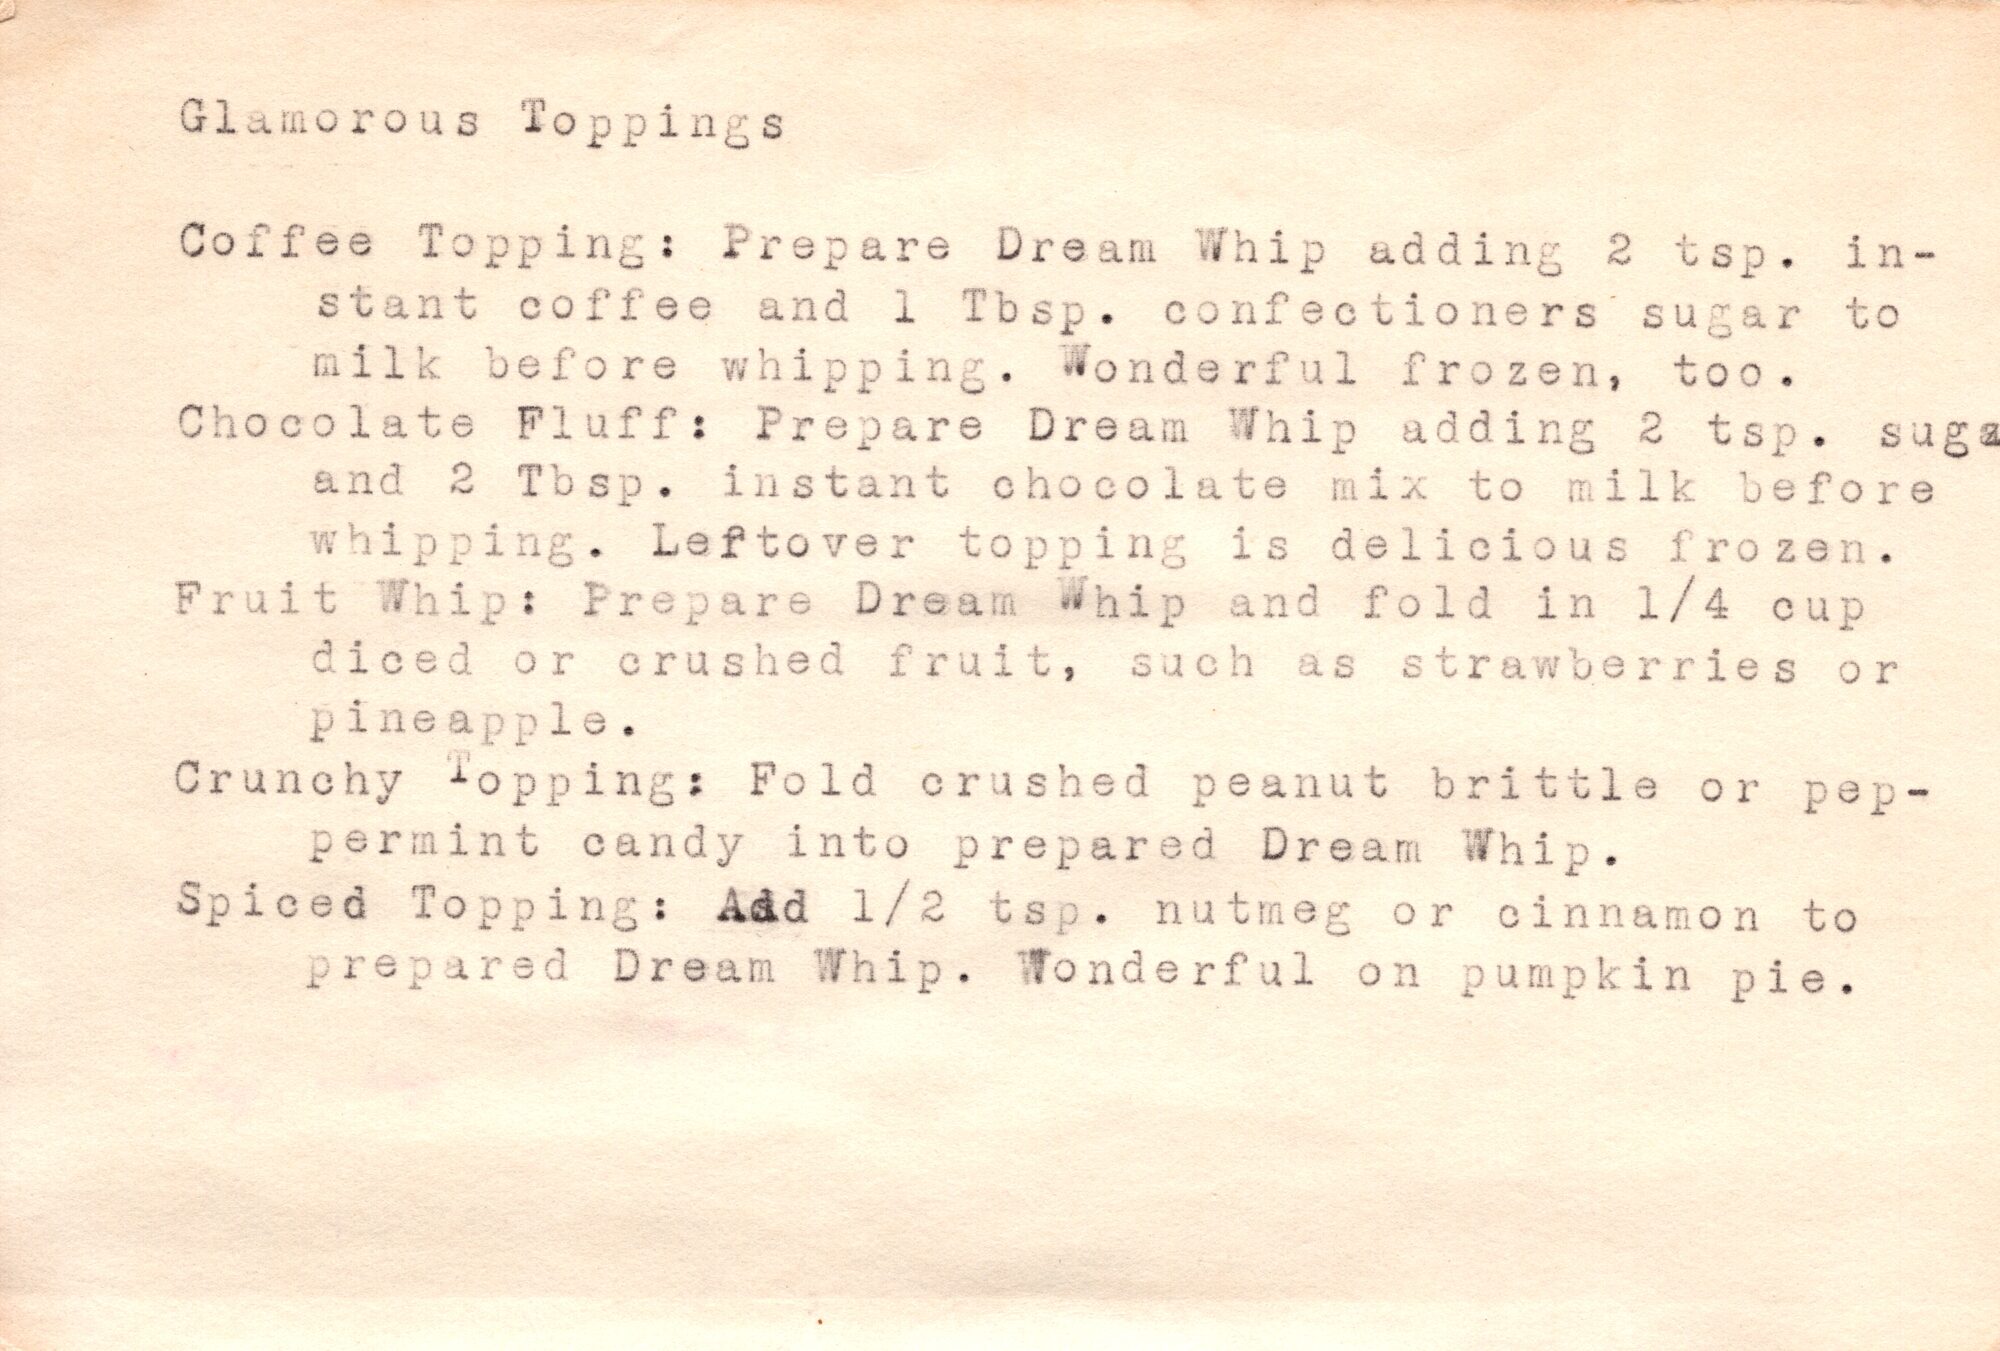 Glamorous Toppings
Coffee Topping: Prepare Dream Whip adding 2 tsp. in-
stant coffee and 1 Tbsp. confectioners sugar to
milk before whipping. Wonderful frozen, too.
Chocolate Fluff: Prepare Dream Whip adding 2 tsp. suga
and 2 Tbsp. instant chocolate mix to milk before
whipping. Leftover topping is delicious frozen.
Fruit Whip: Prepare Dream Whip and fold in 1/4 cup
diced or crushed fruit, such as strawberries or
pineapple.
Crunchy Topping: Fold crushed peanut brittle or pep-
permint candy into prepared Dream Whip.
Spiced Topping: Add 1/2 tsp. nutmeg or cinnamon to
prepared Dream Whip. Wonderful on pumpkin pie.